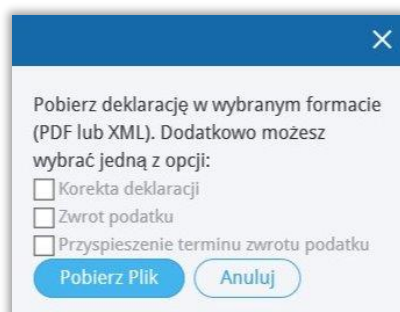 Pobierz deklarację w wybranym formacie
(PDF lub XML). Dodatkowo możesz
wybrać jedną z opcji:
Korekta deklaracji
Zwrot podatku
Przyspieszenie terminu zwrotu podatku
Pobierz Plik Anuluj